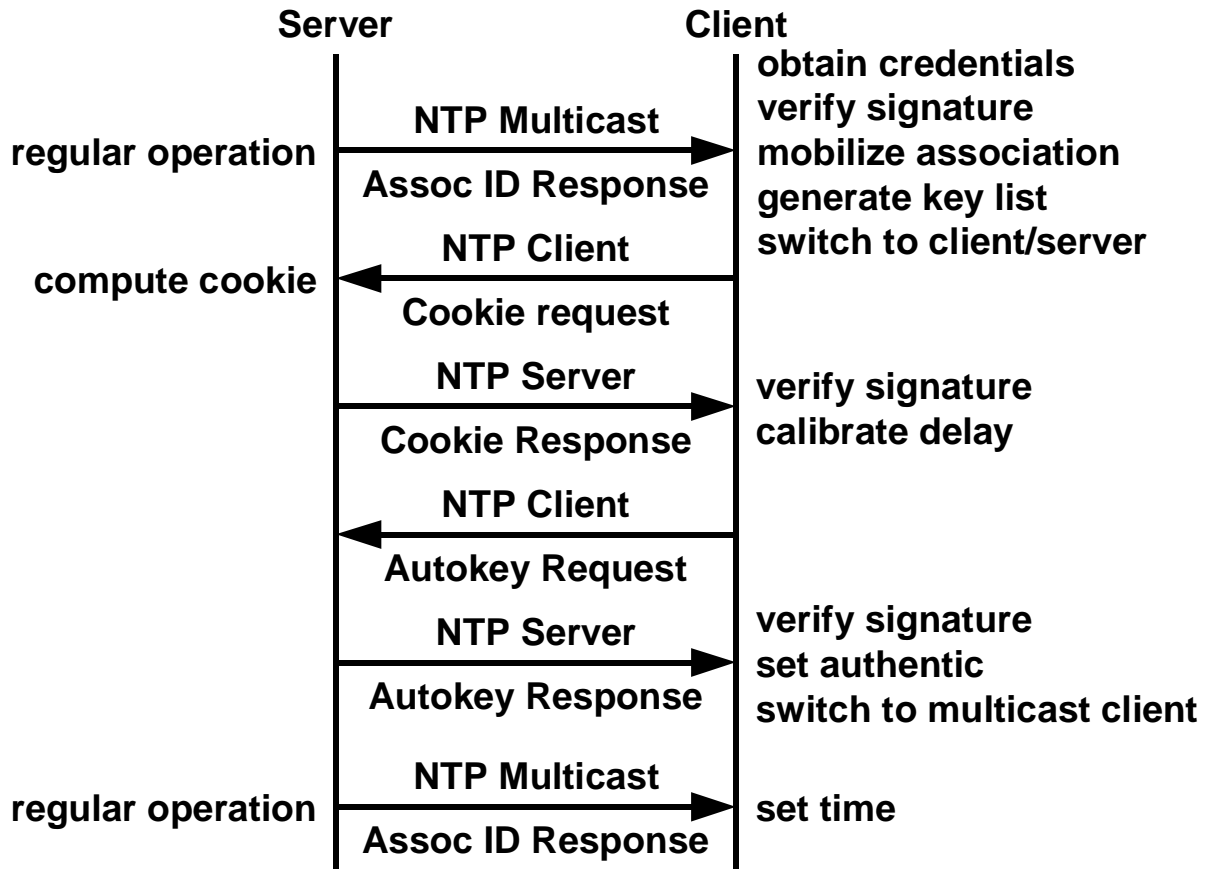 Server
Client
obtain credentials
NTP Multicast
verify signature
regular operation
mobilize association
Assoc ID Response
generate key list
NTP Client
switch to client/server
compute cookie
Cookie request
NTP Server
verify signature
Cookie Response
calibrate delay
NTP Client
Autokey Request
NTP Server
verify signature
set authentic
Autokey Response
switch to multicast client
NTP Multicast
regular operation
set time
Assoc ID Response